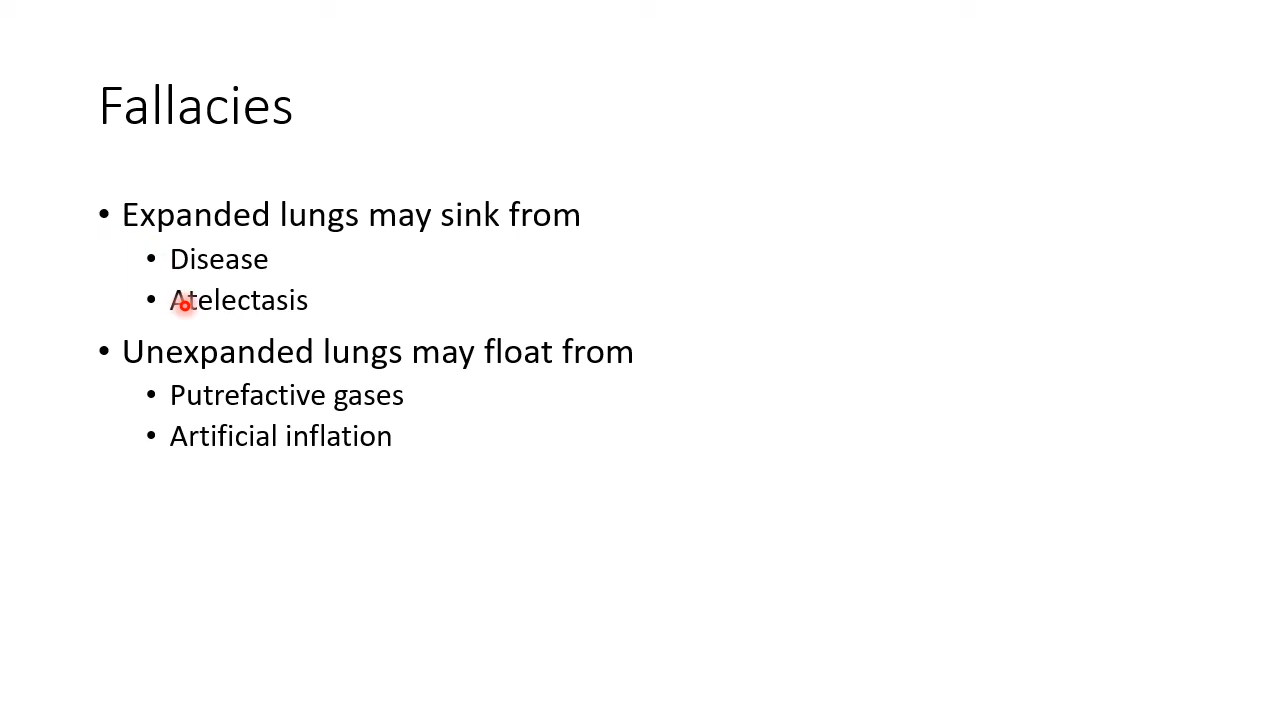 Fallacies
• Expanded lungs may sink from
• Disease
• Atelectasis
• Unexpanded lungs may float from
• Putrefactive gases
• Artificial inflation